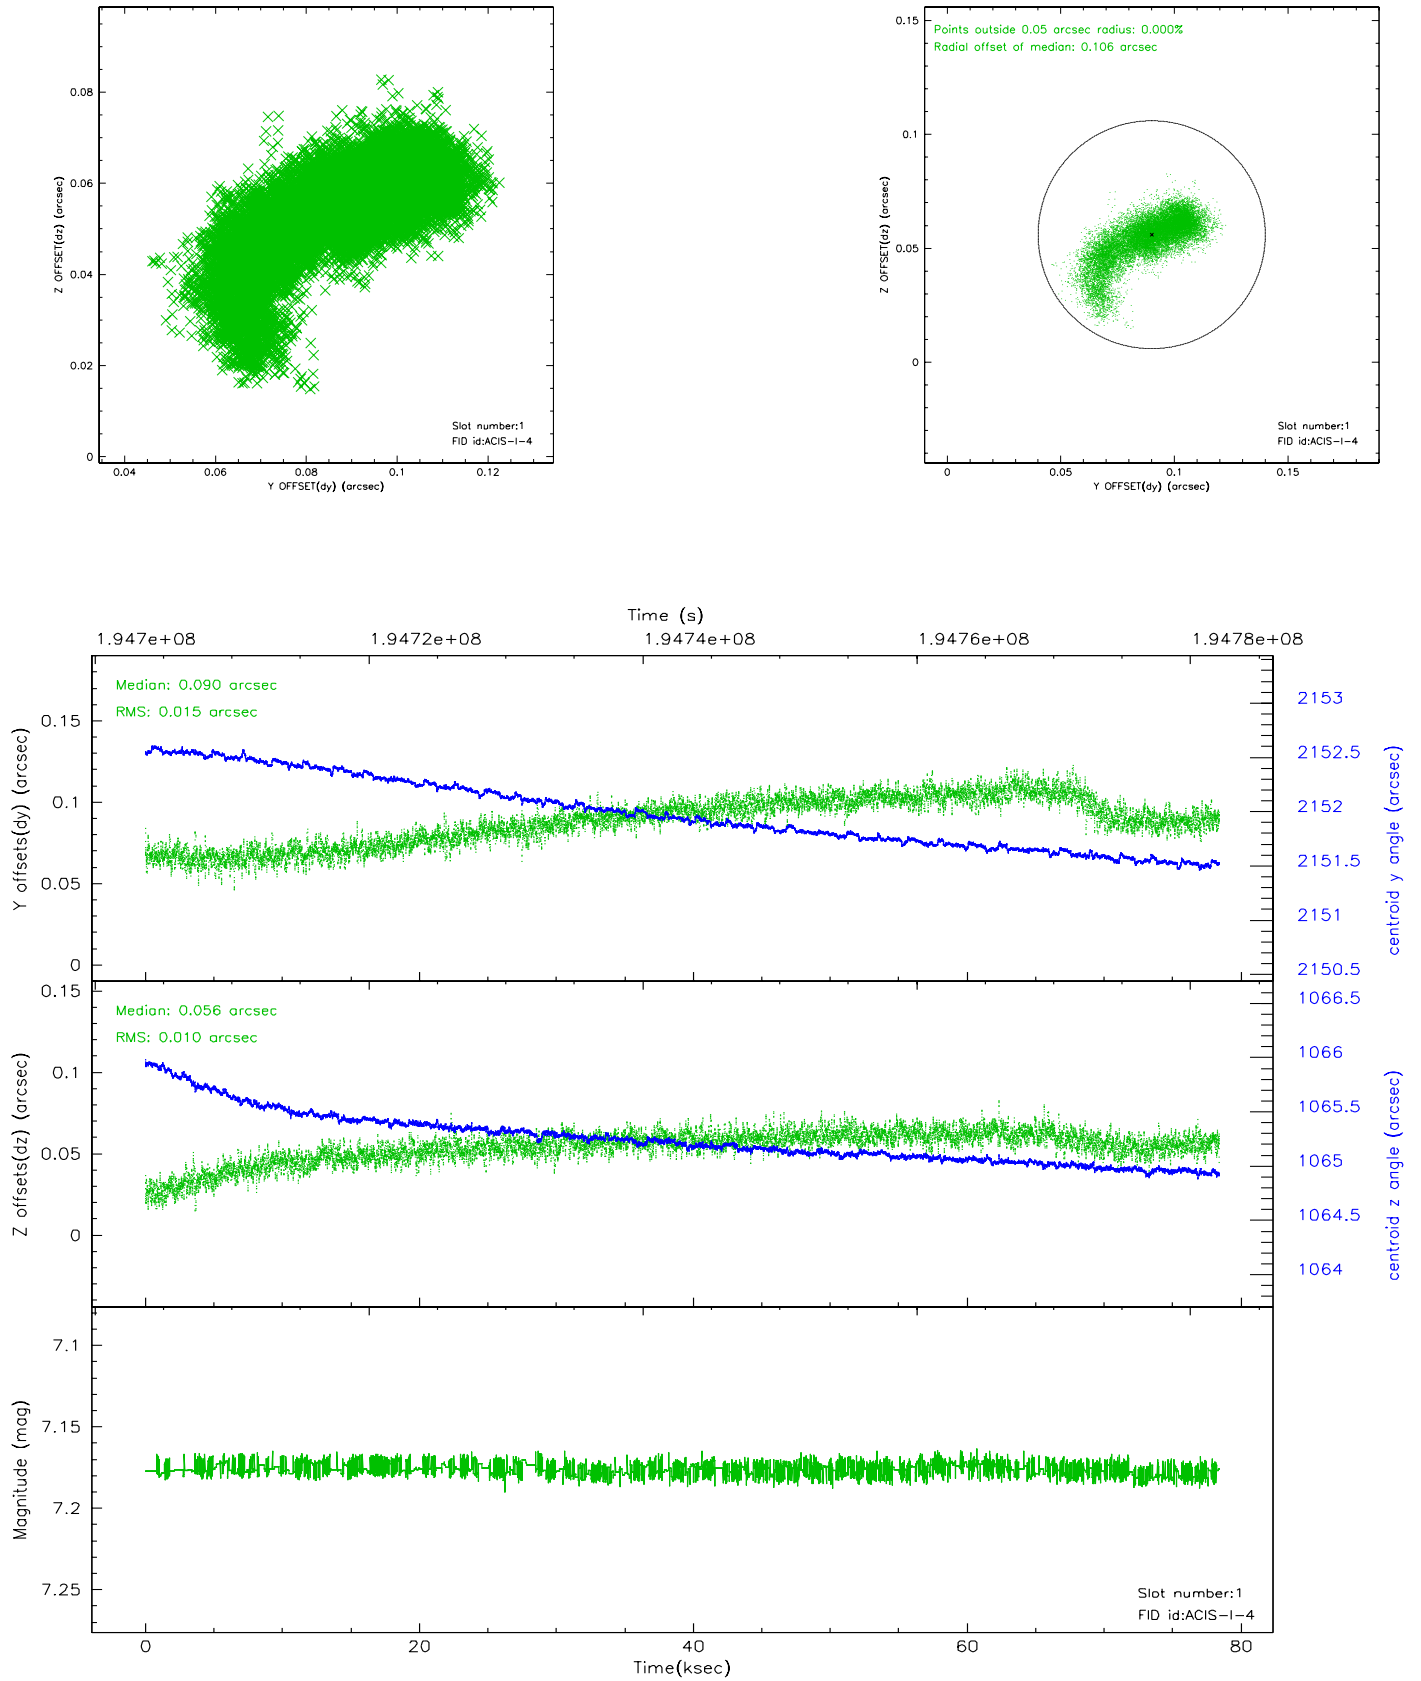 0.08
0.06
0.04
0.02
0
Z OFFSET(dz) (arcsec)
Slot number:1
FID id:ACIS-I-4
0.04 0.06 0.08 0.1 0.12
Y OFFSET(dy) (arcsec)
Points outside 0.05 arcsec radius: 0.000%
Radial offset of median: 0.106 arcsec
0.15
0.1
0.05
0
Z OFFSET(dz) (arcsec)
Slot number:1
FID id:ACIS-I-4
0 0.05 0.1 0.15
Y OFFSET(dy) (arcsec)
Time (s)
1.947e+08 1.9472e+08 1.9474e+08 1.9476e+08 1.9478e+08
Median: 0.090 arcsec
RMS: 0.015 arcsec
0.15
0.1
0.05
0
Y offsets(dy) (arcsec)
2153
2152.5
2152
2151.5
2151
2150.5
centroid y angle (arcsec)
Median: 0.056 arcsec
RMS: 0.010 arcsec
0.15
0.1
0.05
0
Z offsets(dz) (arcsec)
1066.5
1066
1065.5
1065
1064.5
1064
centroid z angle (arcsec)
7.1
7.15
7.2
7.25
Magnitude (mag)
Slot number:1
FID id:ACIS-I-4
0 20 40 60 80
Time(ksec)